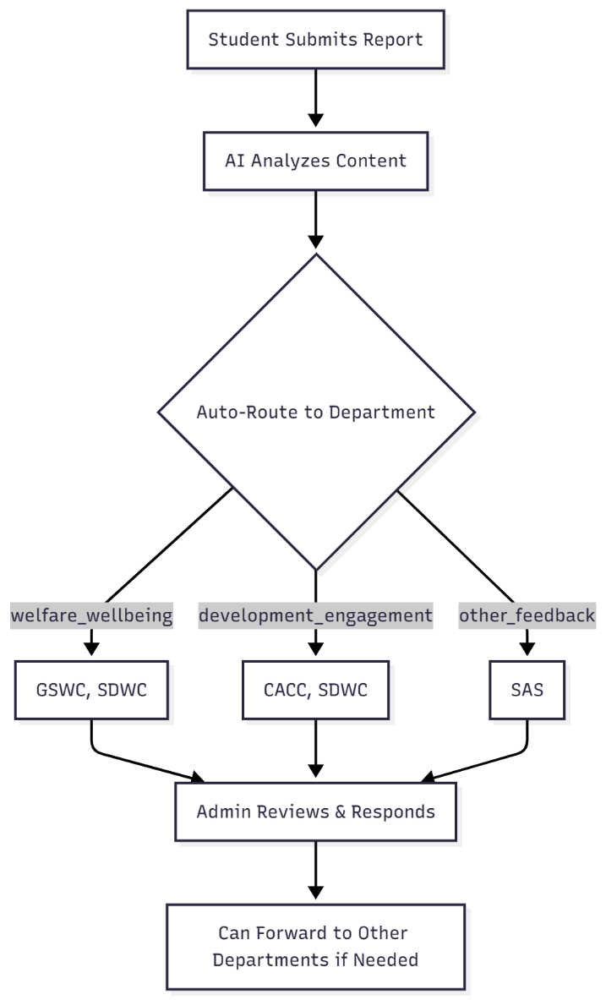 Student Submits Report
AI Analyzes Content
Auto-Route to Department
welfare_wellbeing
development_engagement
other_feedback
GSWC, SDWC
CACC, SDWC
SAS
Admin Reviews & Responds
Can Forward to Other
Departments if Needed